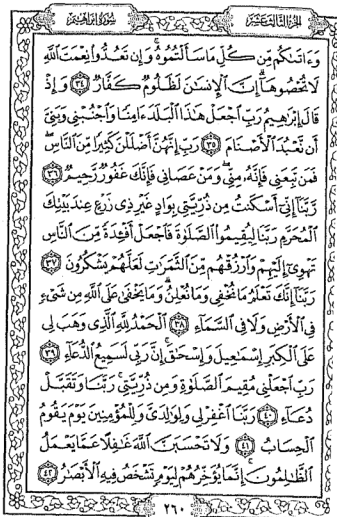 الجزء الثالث عشر سورة إبراهيم
وَءَاتَىٰكُم مِّن كُلِّ مَا سَأَلْتُمُوهُ ۚ وَإِن تَعُدُّوا۟ نِعْمَتَ ٱللَّهِ
لَا تُحْصُوهَآ ۗ إِنَّ ٱلْإِنسَٰنَ لَظَلُومٌ كَفَّارٌ ٣٤ وَإِذْ
قَالَ إِبْرَٰهِيمُ رَبِّ ٱجْعَلْ هَٰذَا ٱلْبَلَدَ ءَامِنًا وَٱجْنُبْنِى وَبَنِىَّ
أَن نَّعْبُدَ ٱلْأَصْنَامَ ٣٥ رَبِّ إِنَّهُنَّ أَضْلَلْنَ كَثِيرًا مِّنَ ٱلنَّاسِ ۖ
فَمَن تَبِعَنِى فَإِنَّهُۥ مِنِّى ۖ وَمَنْ عَصَانِى فَإِنَّكَ غَفُورٌ رَّحِيمٌ ٣٦
رَّبَّنَآ إِنِّىٓ أَسْكَنتُ مِن ذُرِّيَّتِى بِوَادٍ غَيْرِ ذِى زَرْعٍ عِندَ بَيْتِكَ
ٱلْمُحَرَّمِ رَبَّنَا لِيُقِيمُوا۟ ٱلصَّلَوٰةَ فَٱجْعَلْ أَفْـِٔدَةً مِّنَ ٱلنَّاسِ
تَهْوِىٓ إِلَيْهِمْ وَٱرْزُقْهُم مِّنَ ٱلثَّمَرَٰتِ لَعَلَّهُمْ يَشْكُرُونَ ٣٧
رَبَّنَآ إِنَّكَ تَعْلَمُ مَا نُخْفِى وَمَا نُعْلِنُ ۗ وَمَا يَخْفَىٰ عَلَى ٱللَّهِ مِن شَىْءٍ
فِى ٱلْأَرْضِ وَلَا فِى ٱلسَّمَآءِ ٣٨ ٱلْحَمْدُ لِلَّهِ ٱلَّذِى وَهَبَ لِى
عَلَى ٱلْكِبَرِ إِسْمَٰعِيلَ وَإِسْحَٰقَ ۚ إِنَّ رَبِّى لَسَمِيعُ ٱلدُّعَآءِ ٣٩
رَبِّ ٱجْعَلْنِى مُقِيمَ ٱلصَّلَوٰةِ وَمِن ذُرِّيَّتِى ۚ رَبَّنَا وَتَقَبَّلْ
دُعَآءِ ٤٠ رَبَّنَا ٱغْفِرْ لِى وَلِوَٰلِدَىَّ وَلِلْمُؤْمِنِينَ يَوْمَ يَقُومُ
ٱلْحِسَابُ ٤١ وَلَا تَحْسَبَنَّ ٱللَّهَ غَٰفِلًا عَمَّا يَعْمَلُ
ٱلظَّٰلِمُونَ ۚ إِنَّمَا يُؤَخِّرُهُمْ لِيَوْمٍ تَشْخَصُ فِيهِ ٱلْأَبْصَٰرُ ٤٢
٢٦٠